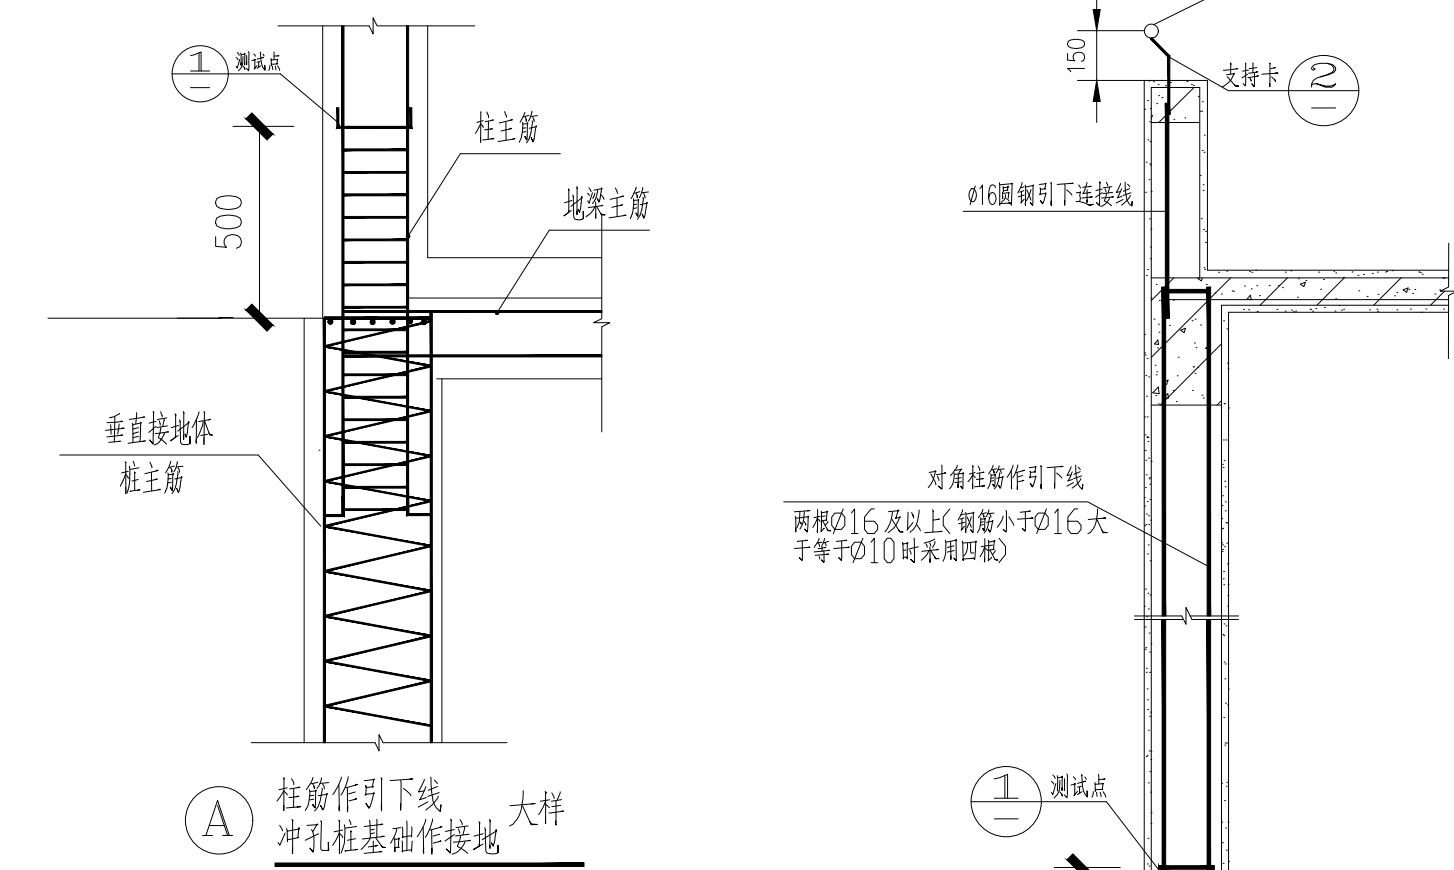 1
测试点
柱主筋
地梁主筋
500
垂直接地体
桩主筋
A
柱筋作引下线
冲孔桩基础作接地
大样
150
支持卡
2
ø16圆钢引下连接线
对角柱筋作引下线
两根Ø16及以上(钢筋小于Ø16大
于等于Ø10时采用四根)
1
测试点